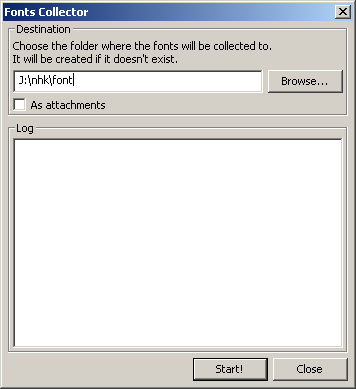 Fonts Collector
Destination
Choose the folder where the fonts will be collected to.
It will be created if it doesn't exist.
J:\nhk\font
Browse...
As attachments
Log
Start!
Close